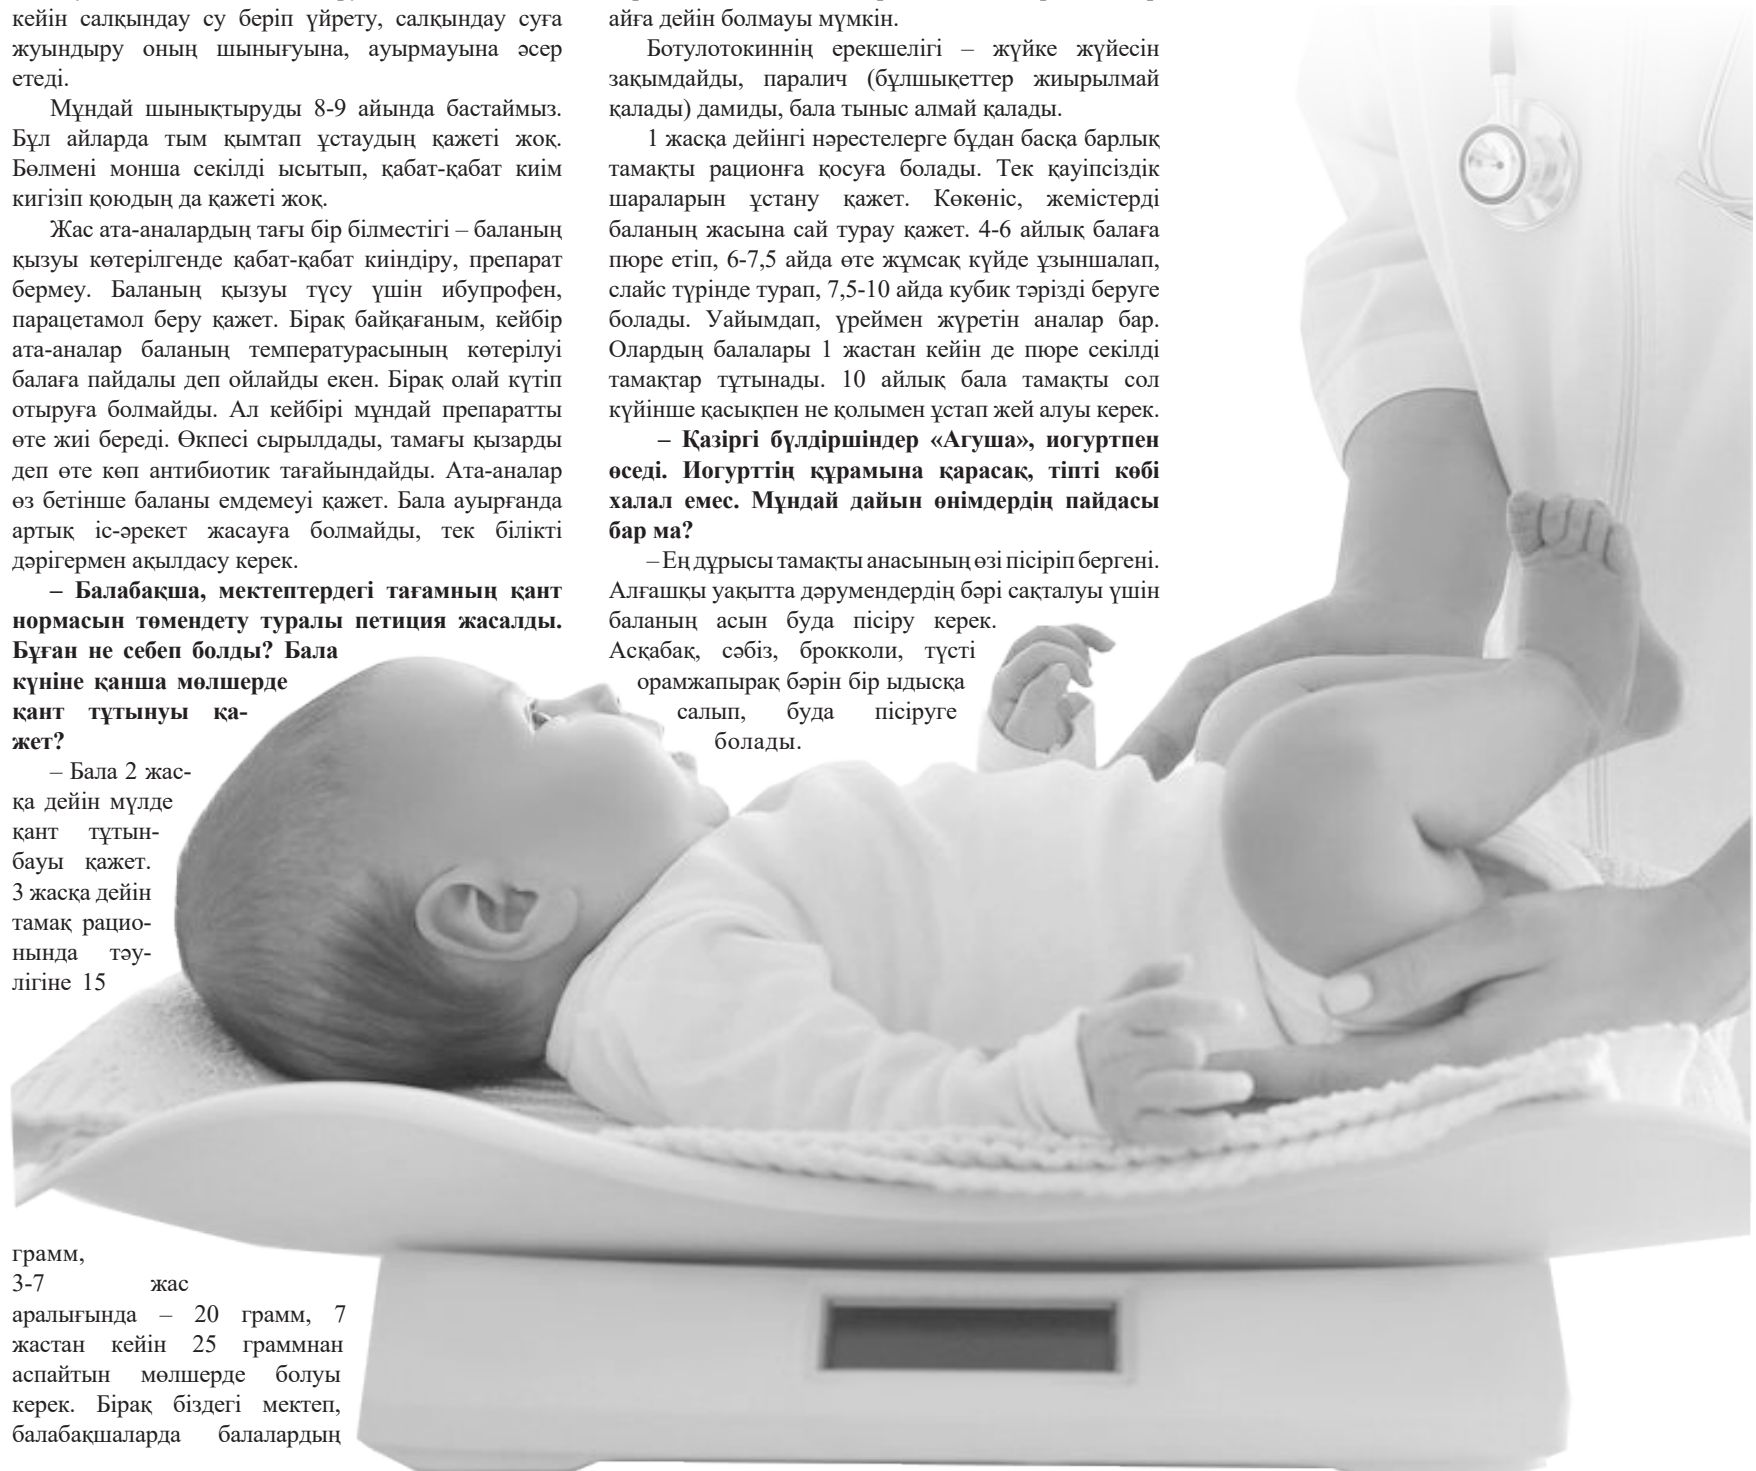 кейін салқындау су беріп үйрету, салқындау суға
жуындыру оның шынығуына, ауырмауына әсер
етеді.
Мұндай шынықтыруды 8-9 айында бастаймыз.
Бұл айларда тым қымтап ұстаудың қажеті жоқ.
Бөлмені монша секілді ысытып, қабат-қабат киім
кигізіп қоюдың да қажеті жоқ.
Жас ата-аналардың тағы бір білместігі – баланың
қызуы көтерілгенде қабат-қабат киіндіру, препарат
бермеу. Баланың қызуы түсу үшін ибупрофен,
парацетамол беру қажет. Бірақ байқағаным, кейбір
ата-аналар баланың температурасының көтерілуі
балаға пайдалы деп ойлайды екен. Бірақ олай күтіп
отыруға болмайды. Ал кейбірі мұндай препаратты
өте жиі береді. Өкпесі сырылдады, тамағы қызарды
деп өте көп антибиотик тағайындайды. Ата-аналар
өз бетінше баланы емдемеуі қажет. Бала ауырғанда
артық іс-әрекет жасауға болмайды, тек білікті
дәрігермен ақылдасу керек.
– Балабақша, мектептердегі тағамның қант
нормасын төмендету туралы петиция жасалды.
Бұған не себеп болды? Бала
күніне қанша мөлшерде
қант тұтынуы қа-
жет?
– Бала 2 жас-
қа дейін мүлде
қант тұтын-
бауы қажет.
3 жасқа дейін
тамақ рацио-
нында тәу-
лігіне 15
грамм,
3-7 жас
аралығында – 20 грамм, 7
жастан кейін 25 граммнан
аспайтын мөлшерде болуы
керек. Бірақ біздегі мектеп,
балабақшаларда балалардың
айға дейін болмауы мүмкін.
Ботулотокиннің ерекшелігі – жүйке жүйесін
зақымдайды, паралич (бұлшықеттер жиырылмай
қалады) дамиды, бала тыныс алмай қалады.
1 жасқа дейінгі нәрестелерге бұдан басқа барлық
тамақты рационға қосуға болады. Тек қауіпсіздік
шараларын ұстану қажет. Көкөніс, жемістерді
баланың жасына сай турау қажет. 4-6 айлық балаға
пюре етіп, 6-7,5 айда өте жұмсақ күйде ұзыншалап,
слайс түрінде турап, 7,5-10 айда кубик тәрізді беруге
болады. Уайымдап, үреймен жүретін аналар бар.
Олардың балалары 1 жастан кейін де пюре секілді
тамақтар тұтынады. 10 айлық бала тамақты сол
күйінше қасықпен не қолымен ұстап жей алуы керек.
– Қазіргі бүлдіршіндер «Агуша», иогуртпен
өседі. Иогурттің құрамына қарасақ, тіпті көбі
халал емес. Мұндай дайын өнімдердің пайдасы
бар ма?
– Ең дұрысы тамақты анасының өзі пісіріп бергені.
Алғашқы уақытта дәрумендердің бәрі сақталуы үшін
баланың асын буда пісіру керек.
Асқабақ, сәбіз, брокколи, түсті
орамжапырақ бәрін бір ыдысқа
салып, буда пісіруге
болады.